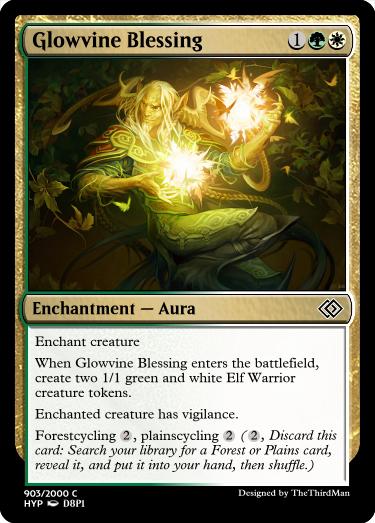 Glowvine Blessing 1
Enchantment — Aura
Enchant creature
When Glowvine Blessing enters the battlefield,
create two 1/1 green and white Elf Warrior
creature tokens.
Enchanted creature has vigilance.
Forestcycling 2, plainscycling 2 (2, Discard this
card: Search your library for a Forest or Plains card,
reveal it, and put it into your hand, then shuffle.)
903/2000 C
HYP D8PI Designed by TheThirdMan